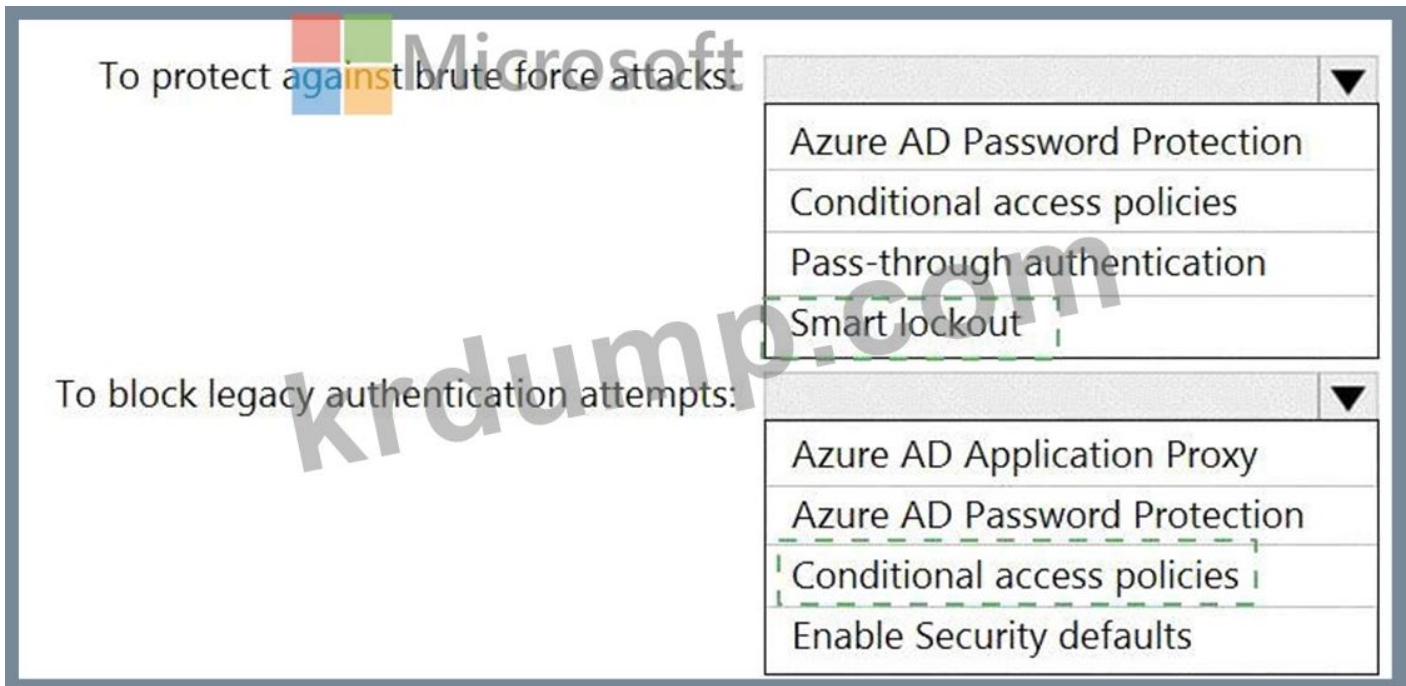 Microsoft
To protect against brute force attacks:
Azure AD Password Protection
Conditional access policies
Pass-through authentication
Smart lockout
krdump.com
To block legacy authentication attempts:
Azure AD Application Proxy
Azure AD Password Protection
Conditional access policies
Enable Security defaults